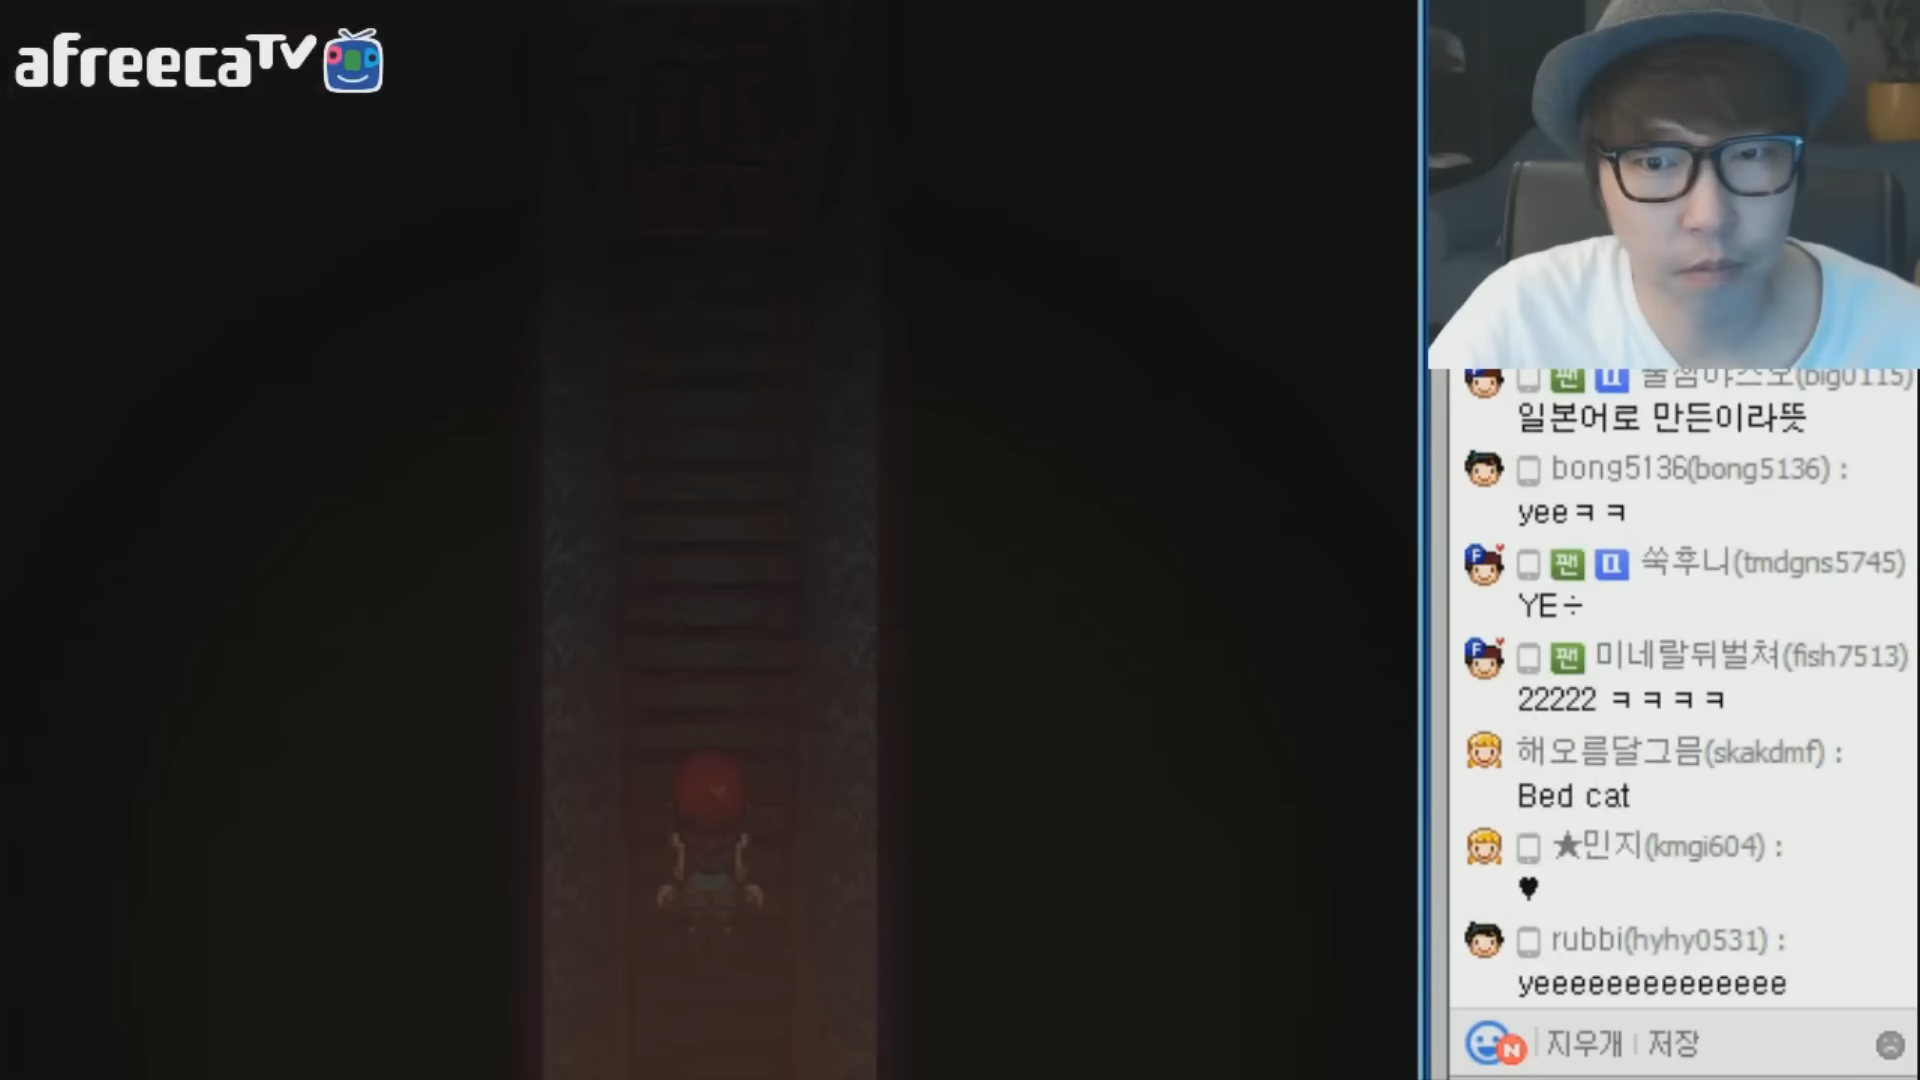 afreecaTV
(big0115)
일본어로 만든이라뜻
bong5136(bong5136) :
yee ㅋ ㅋ
팬 쑥후니(tmdgns5745)
YE÷
팬 미네랄뒤벌쳐(fish7513)
22222 ㅋ ㅋ ㅋ ㅋ
해오름달그믐(skakdmf) :
Bed cat
★민지(kmgi604) :
♥
rubbi(hyhy0531) :
yeeeeeeeeeeeeee
N 지우개 | 저장